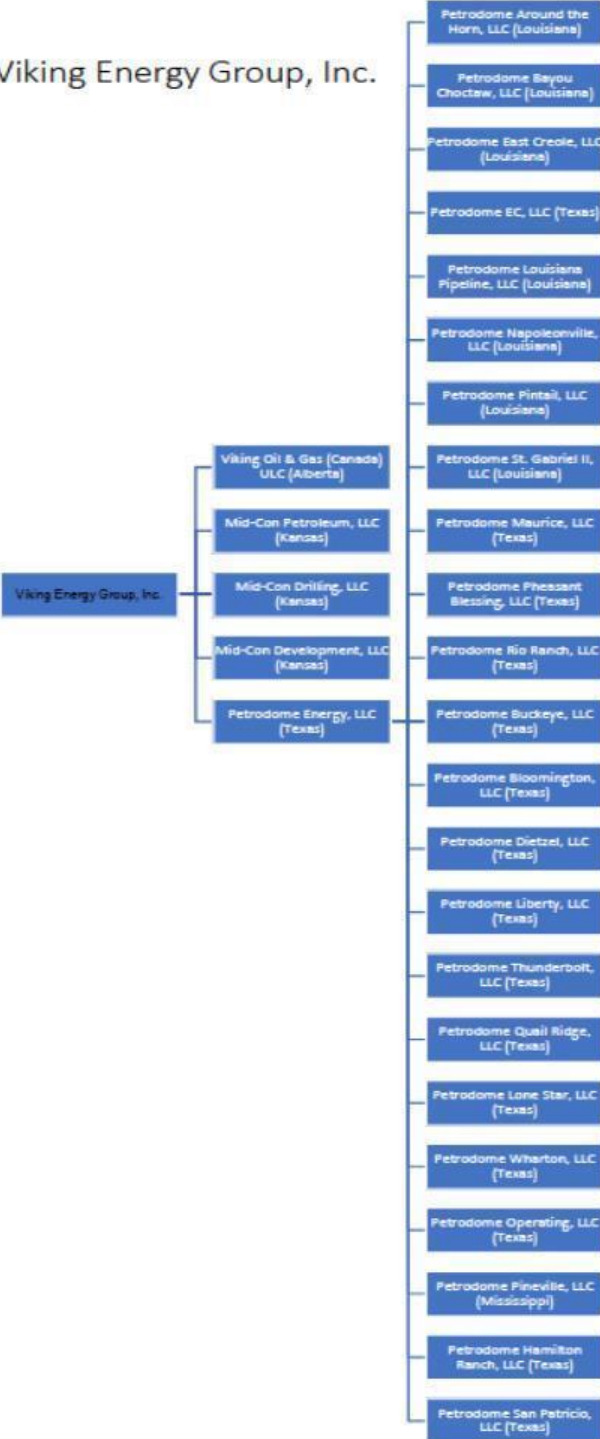 Viking Energy Group, Inc.
Viking Energy Group, Inc.
Viking Oil & Gas (Canada)
ULC (Alberta)
Mid-Con Petroleum, LLC
(Kansas)
Mid-Con Drilling, LLC
(Kansas)
Mid-Con Development, LLC
(Kansas)
Petrodome Energy, LLC
(Texas)
Petrodome Around the
Horn, LLC (Louisiana)
Petrodome Bayou
Choctaw, LLC (Louisiana)
Petrodome East Creole, LLC
(Louisiana)
Petrodome EC, LLC (Texas)
Petrodome Louisiana
Pipeline, LLC (Louisiana)
Petrodome Napoleonville,
LLC (Louisiana)
Petrodome Pintail, LLC
(Louisiana)
Petrodome St. Gabriel II,
LLC (Louisiana)
Petrodome Maurice, LLC
(Texas)
Petrodome Pheasant
Blessing, LLC (Texas)
Petrodome Rio Ranch, LLC
(Texas)
Petrodome Buckeye, LLC
(Texas)
Petrodome Bloomington,
LLC (Texas)
Petrodome Dietzel, LLC
(Texas)
Petrodome Liberty, LLC
(Texas)
Petrodome Thunderbolt,
LLC (Texas)
Petrodome Quail Ridge,
LLC (Texas)
Petrodome Lone Star, LLC
(Texas)
Petrodome Wharton, LLC
(Texas)
Petrodome Operating, LLC
(Texas)
Petrodome Pineville, LLC
(Mississippi)
Petrodome Hamilton
Ranch, LLC (Texas)
Petrodome San Patricio,
LLC (Texas)